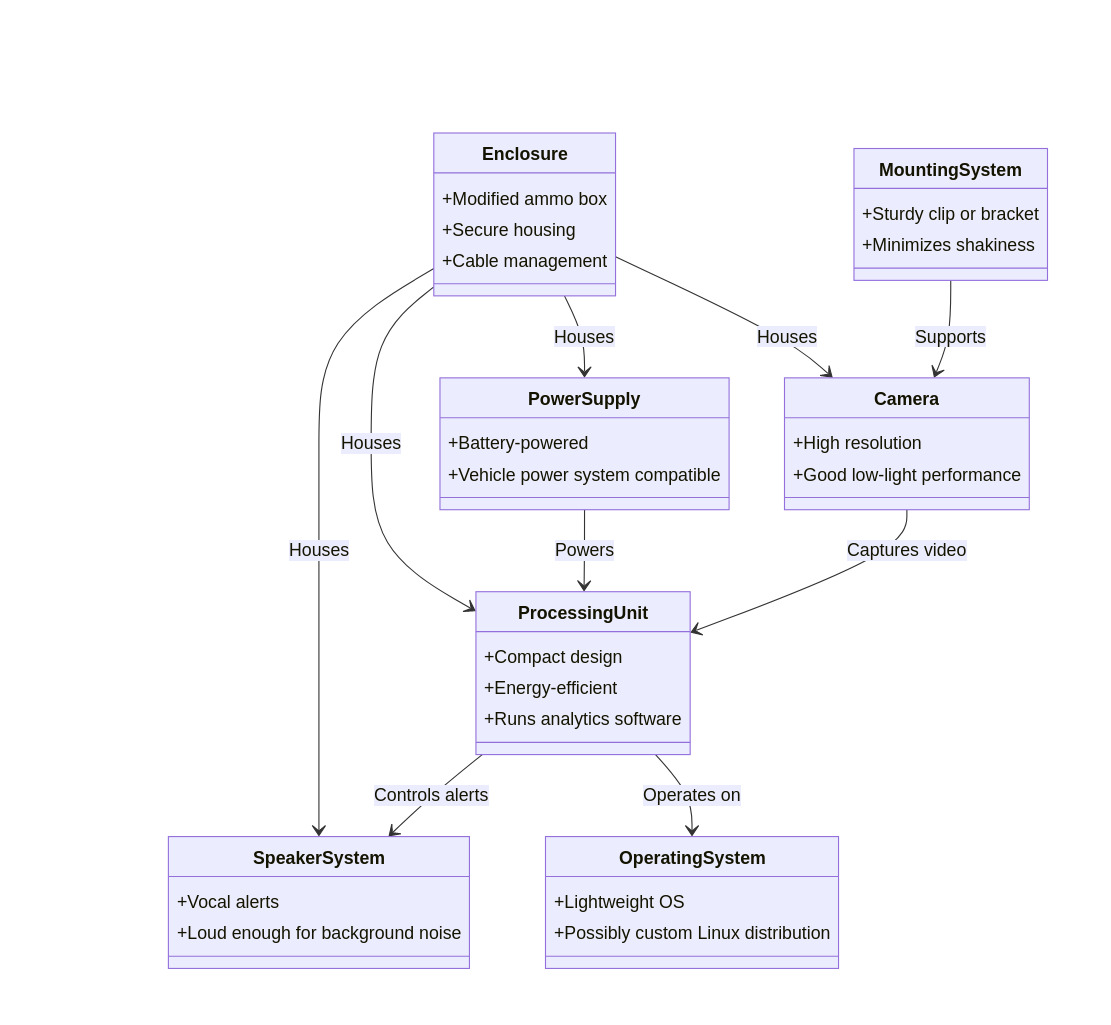 Enclosure
+Modified ammo box
+Secure housing
+Cable management
MountingSystem
+Sturdy clip or bracket
+Minimizes shakiness
Houses
Houses
Supports
PowerSupply
+Battery-powered
+Vehicle power system compatible
Camera
+High resolution
+Good low-light performance
Houses
Houses
Powers
Captures video
ProcessingUnit
+Compact design
+Energy-efficient
+Runs analytics software
Controls alerts
Operates on
SpeakerSystem
+Vocal alerts
+Loud enough for background noise
OperatingSystem
+Lightweight OS
+Possibly custom Linux distribution